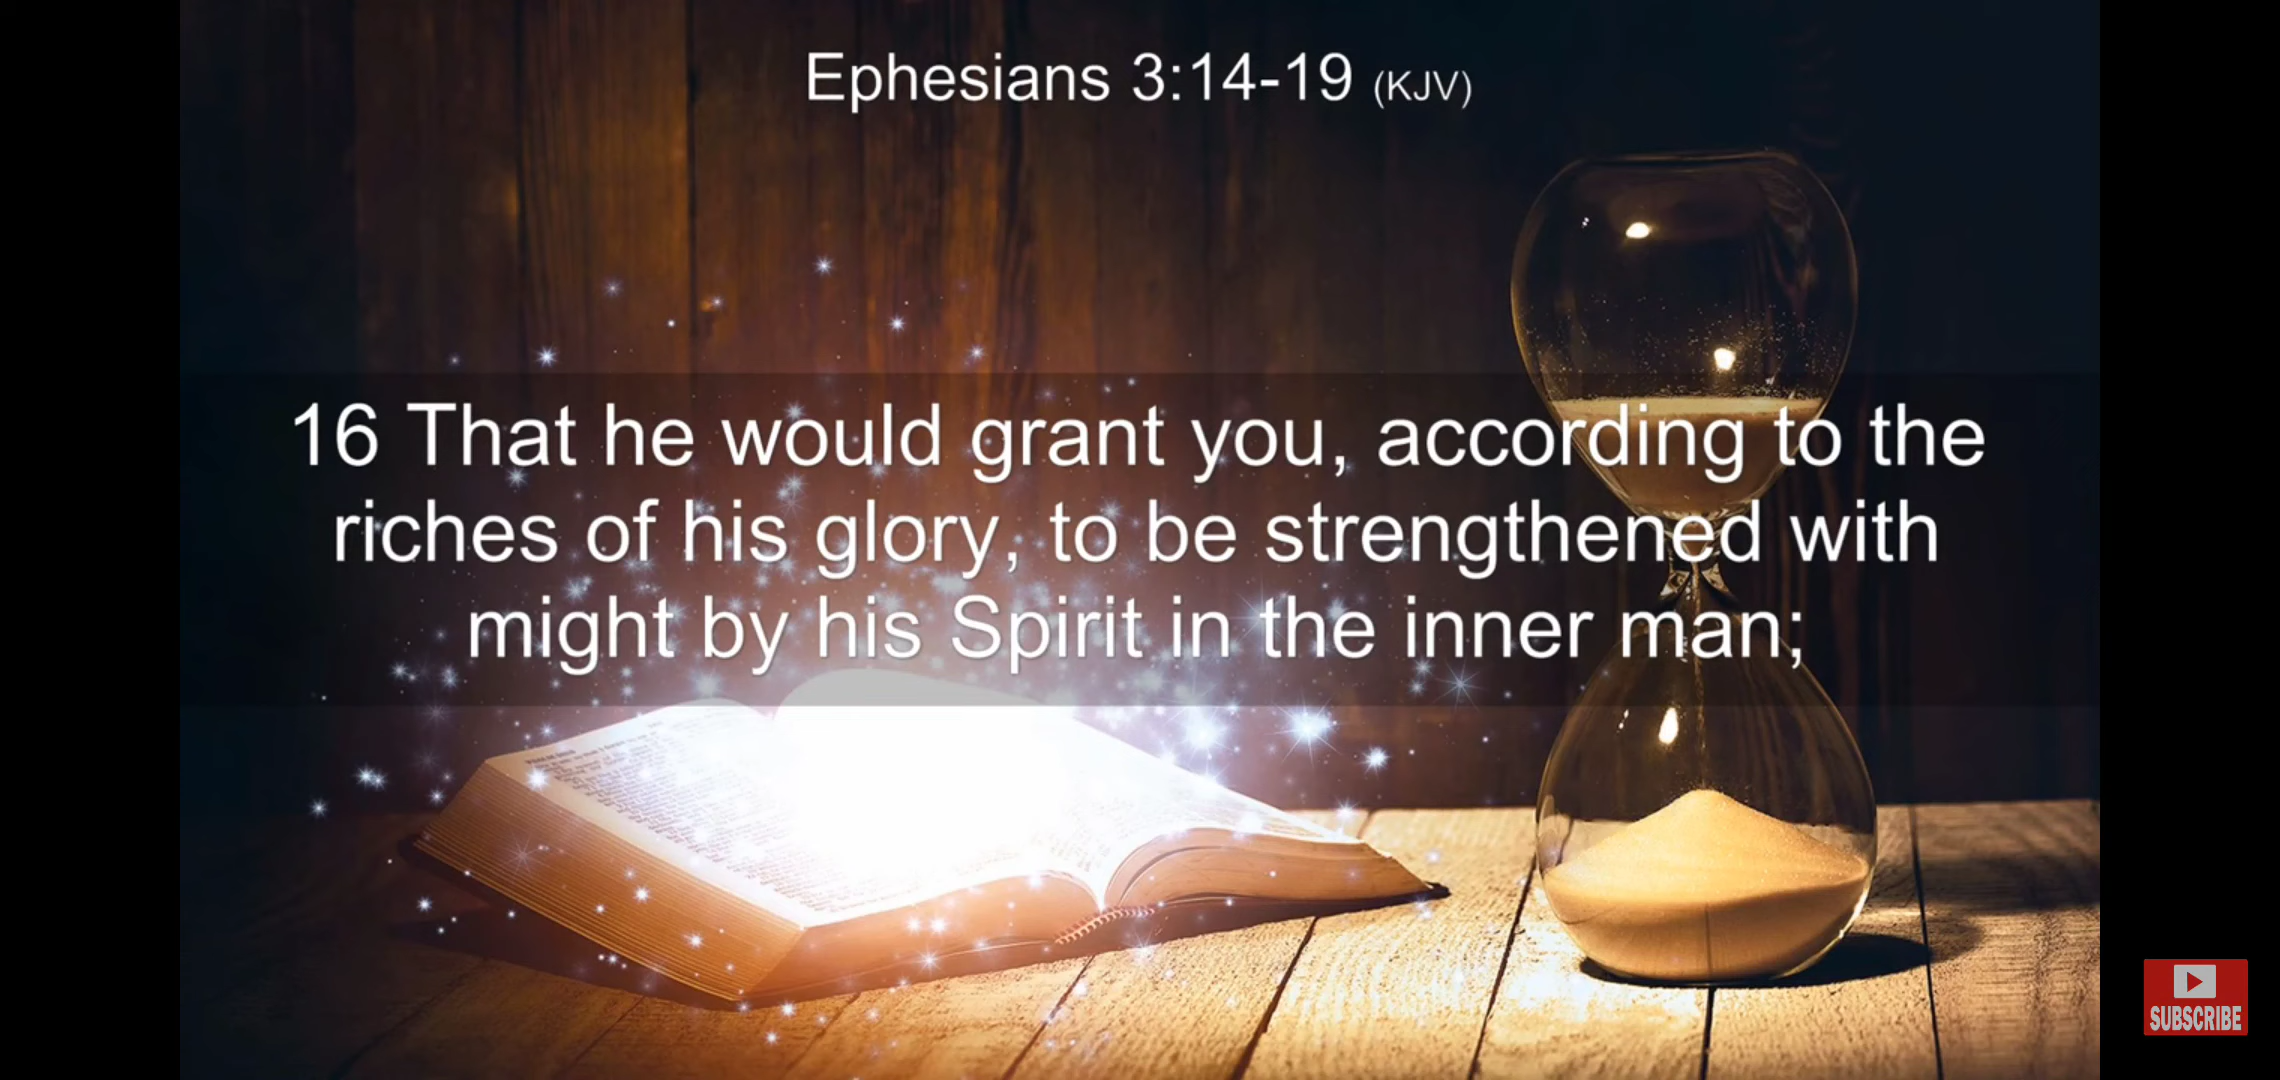 Ephesians 3:14-19 (KJV)
16 That he would grant you, according to the
riches of his glory, to be strengthened with
might by his Spirit in the inner man;
SUBSCRIBE